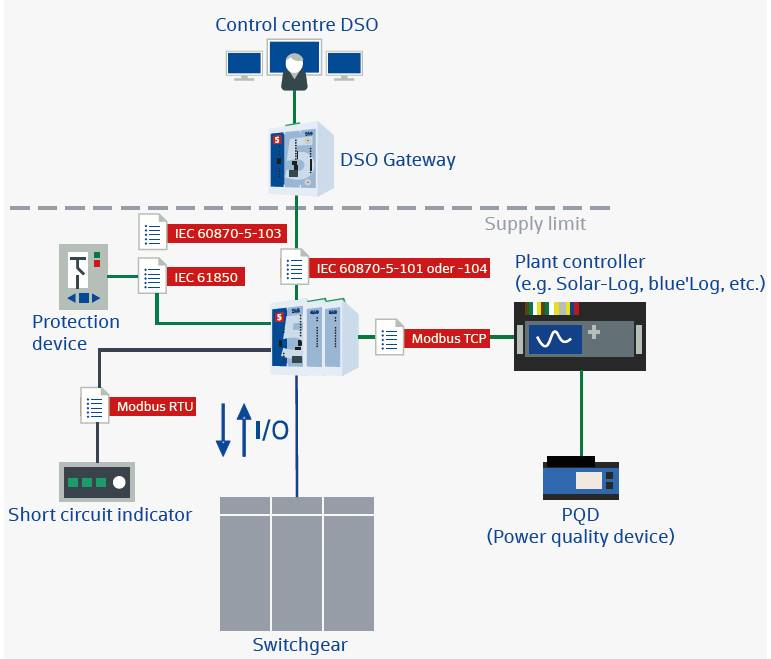 Control centre DSO
DSO Gateway
Supply limit
IEC 60870-5-103
IEC 61850
IEC 60870-5-101 oder -104
Plant controller
(e.g. Solar-Log, blue'Log, etc.)
Protection
device
Modbus TCP
Modbus RTU
I/O
Short circuit indicator
PQD
(Power quality device)
Switchgear